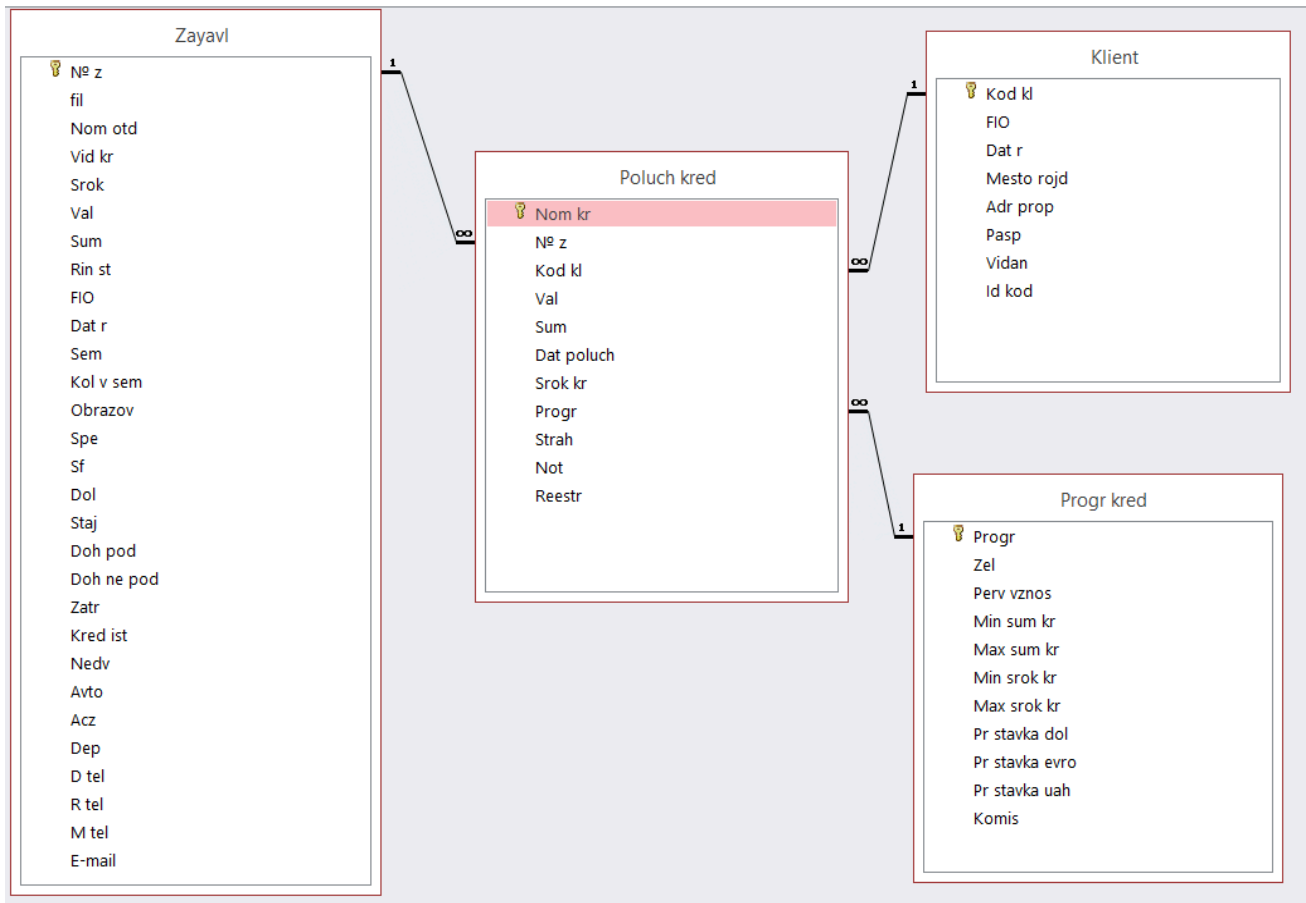 Zayavl
№ z
fil
Nom otd
Vid kr
Srok
Val
Sum
Rin st
FIO
Dat r
Sem
Kol v sem
Obrazov
Spe
Sf
Dol
Staj
Doh pod
Doh ne pod
Zatr
Kred ist
Nedv
Avto
Acz
Dep
D tel
R tel
M tel
E-mail
1
∞
Poluch kred
Nom kr
№ z
Kod kl
Val
Sum
Dat poluch
Srok kr
Progr
Strah
Not
Reestr
∞
1
Klient
Kod kl
FIO
Dat r
Mesto rojd
Adr prop
Pasp
Vidan
Id kod
∞
1
Progr kred
Progr
Zel
Perv vznos
Min sum kr
Max sum kr
Min srok kr
Max srok kr
Pr stavka dol
Pr stavka evro
Pr stavka uah
Komis